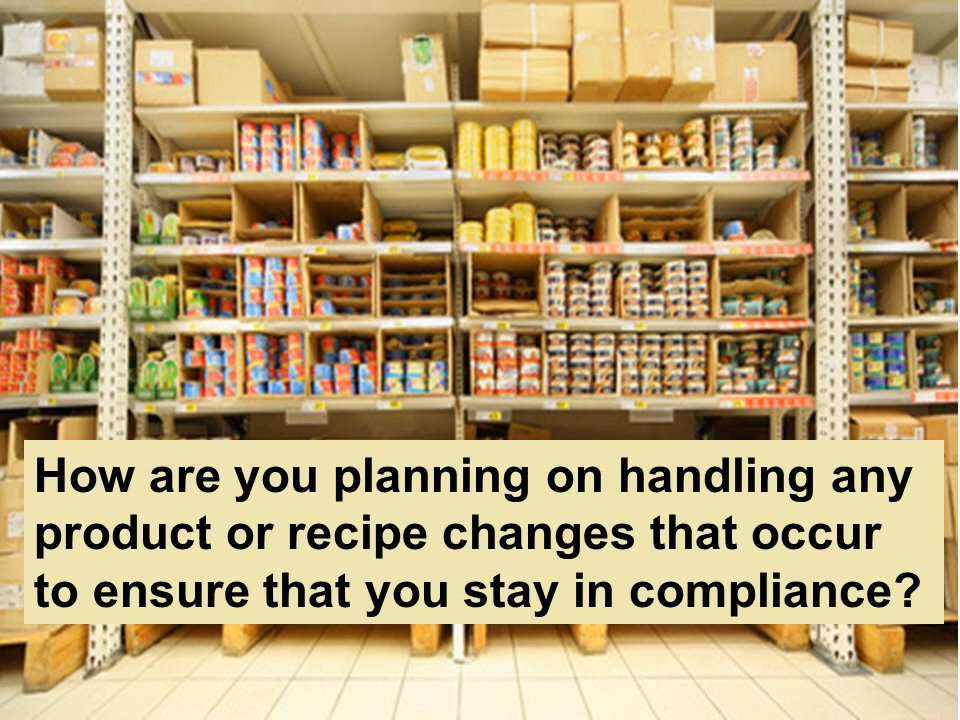 How are you planning on handling any
product or recipe changes that occur
to ensure that you stay in compliance?